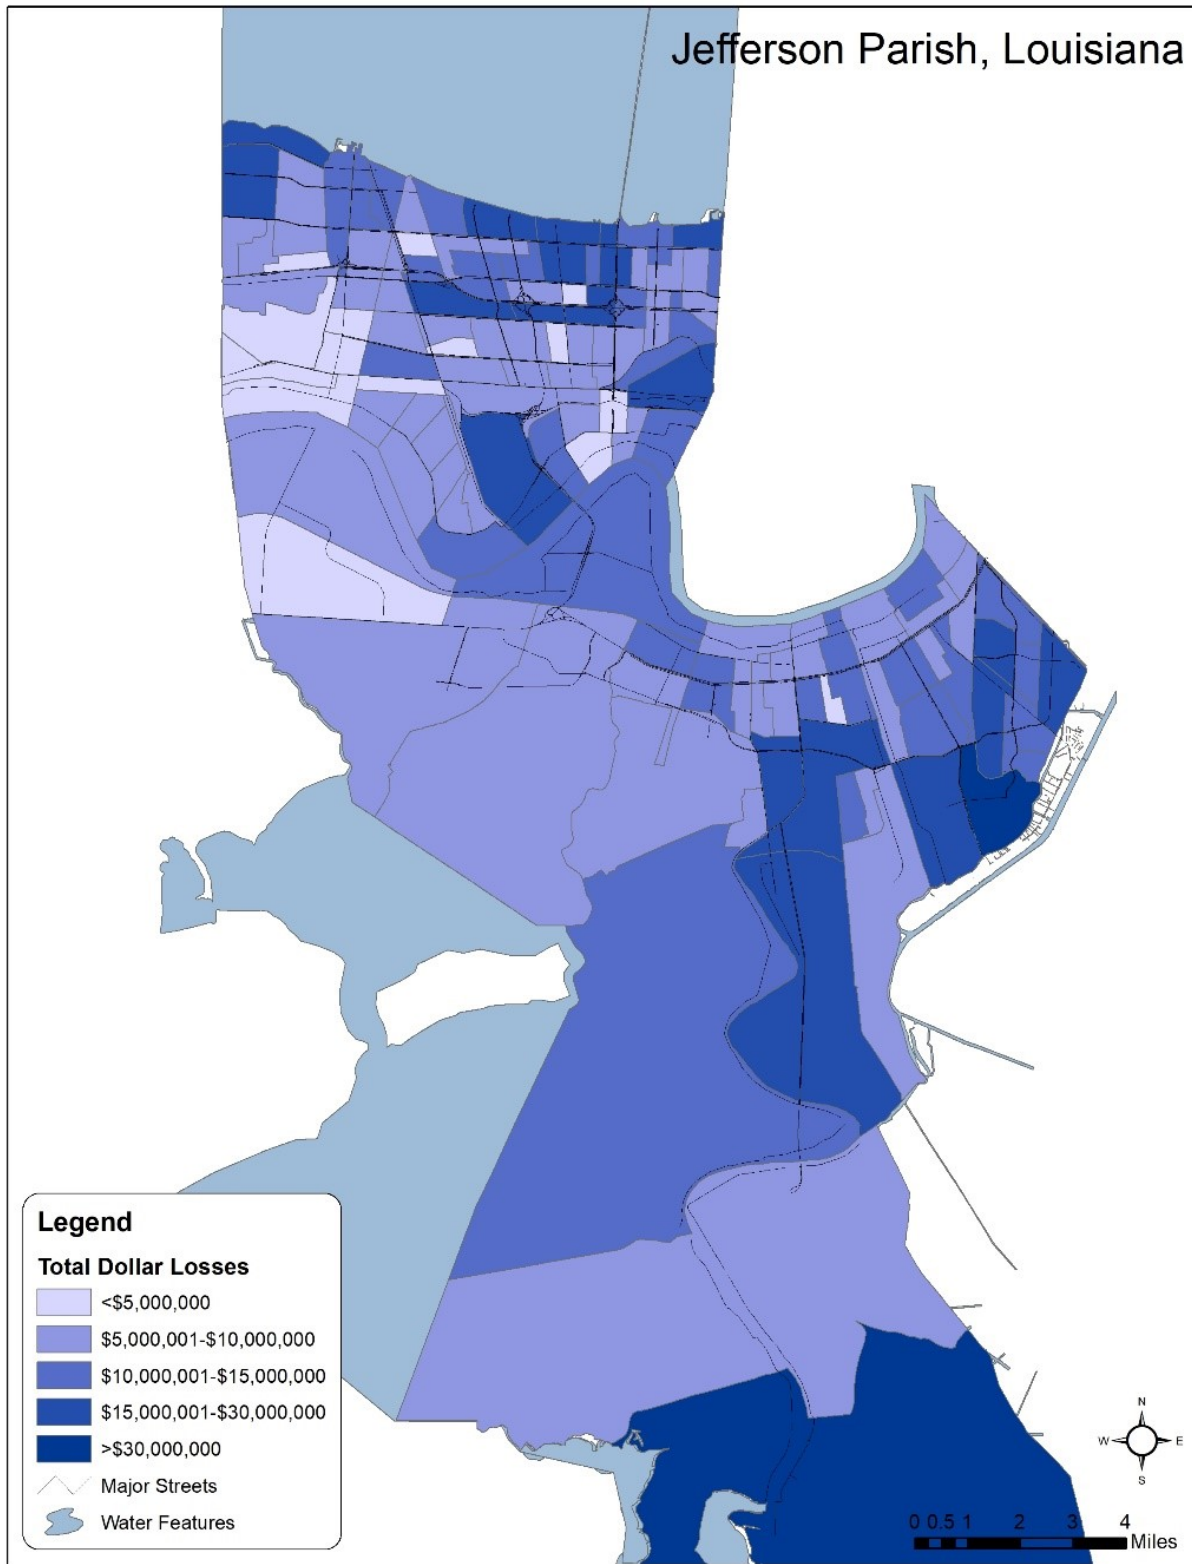 Jefferson Parish, Louisiana
Legend
Total Dollar Losses
<$5,000,000
$5,000,001-$10,000,000
$10,000,001-$15,000,000
$15,000,001-$30,000,000
>$30,000,000
Major Streets
Water Features
N
W E
S
0 0.5 1 2 3 4
Miles